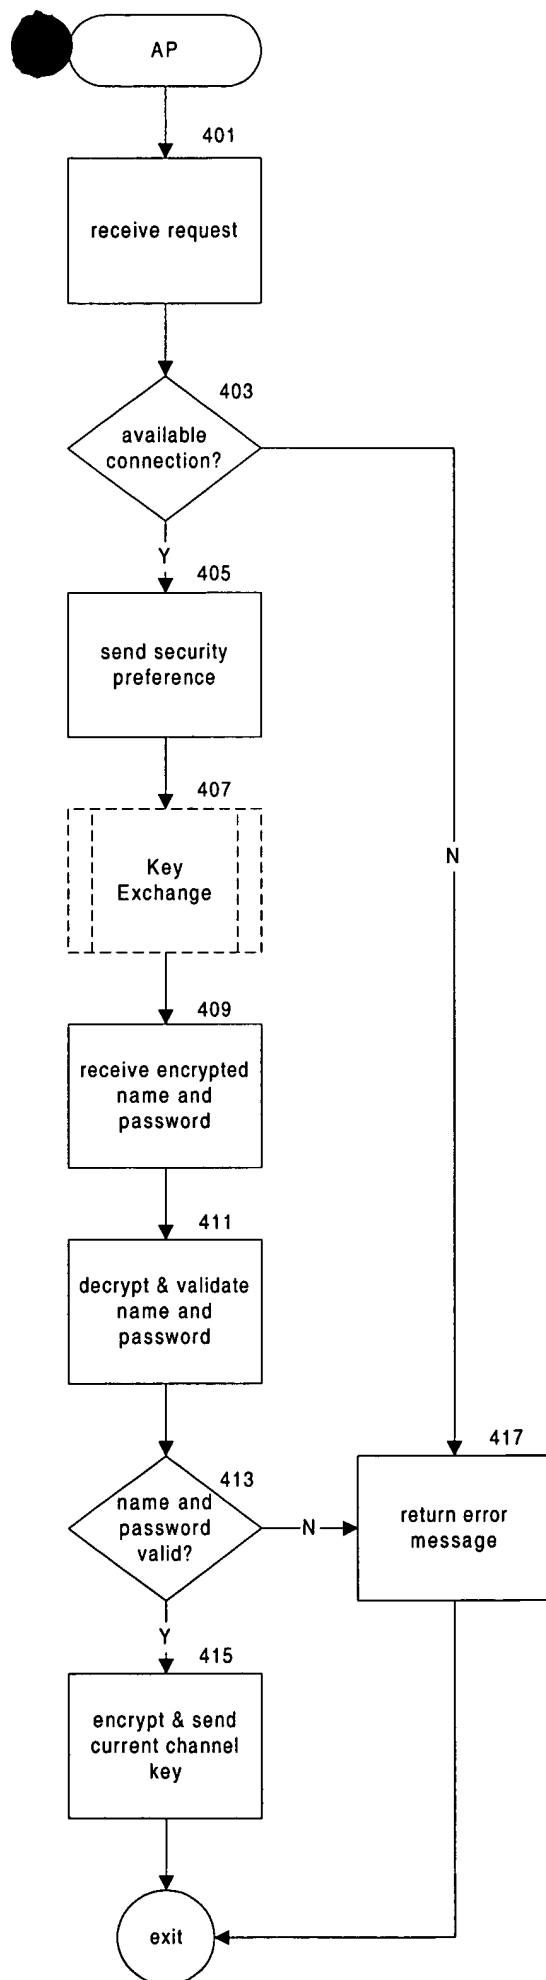 AP
401
receive request
403
available
connection?
Y
405
send security
preference
407
Key
Exchange
N
409
receive encrypted
name and
password
411
decrypt & validate
name and
password
413
name and
password
valid?
N
417
return error
message
Y
415
encrypt & send
current channel
key
exit